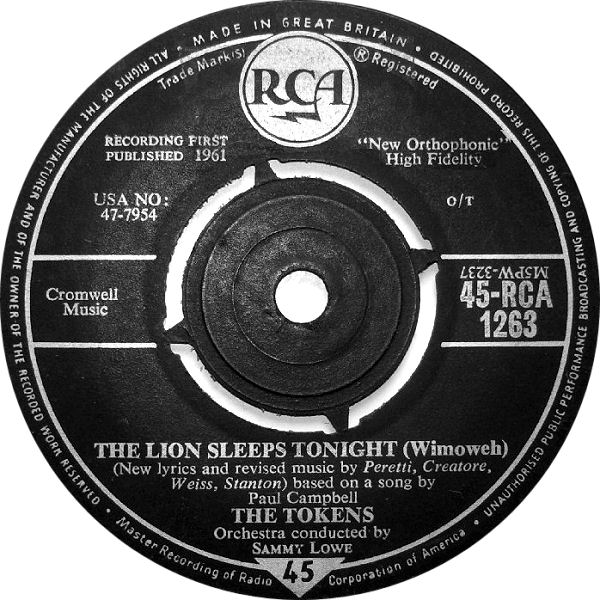 MADE IN GREAT BRITAIN
ALL RIGHTS OF THE MANUFACTURER AND OF THE OWNER OF THE RECORDED WORK RESERVED
UNAUTHORISED PUBLIC PERFORMANCE BROADCASTING AND COPYING OF THIS RECORD PROHIBITED
Trade Mark(s)
® Registered
RCA
RECORDING FIRST
PUBLISHED 1961
"New Orthophonic"
High Fidelity
USA NO:
47-7954
O/T
M5PW-3237
Cromwell
Music
45-RCA
1263
THE LION SLEEPS TONIGHT (Wimoweh)
(New lyrics and revised music by Peretti, Creatore,
Weiss, Stanton) based on a song by
Paul Campbell
THE TOKENS
Orchestra conducted by
SAMMY LOWE
Master Recording of Radio Corporation of America
45